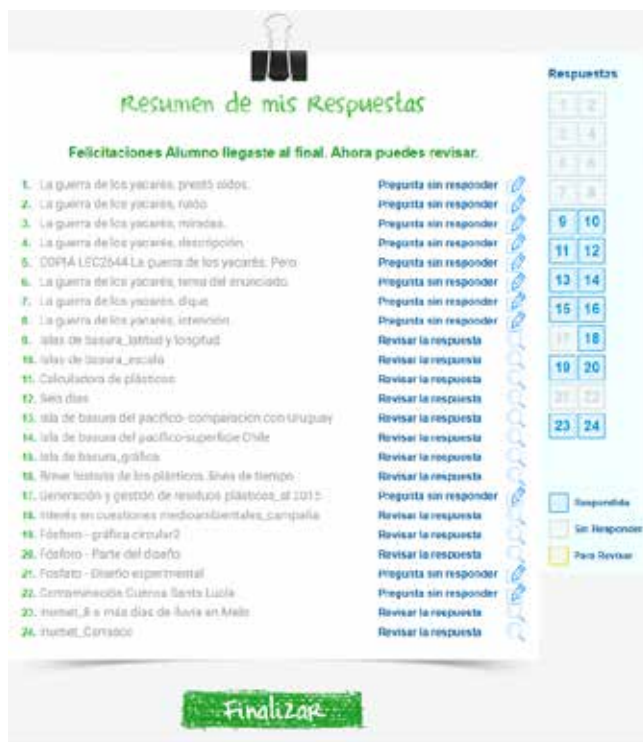 Resumen de mis Respuestas
Felicitaciones Alumno llegaste al final. Ahora puedes revisar.
1. La guerra de los yacarés, prestó oídos. Pregunta sin responder
2. La guerra de los yacarés, ruido Pregunta sin responder
3. La guerra de los yacarés, miradas. Pregunta sin responder
4. La guerra de los yacarés, descripción Pregunta sin responder
5. COPIA LEC2644 La guerra de los yacarés. Pero Pregunta sin responder
6. La guerra de los yacarés, tema del enunciado. Pregunta sin responder
7. La guerra de los yacarés, dique Pregunta sin responder
8. La guerra de los yacarés, intención Pregunta sin responder
9. Islas de basura_latitud y longitud Revisar la respuesta
10. Islas de basura_escala Revisar la respuesta
11. Calculadora de plásticos Revisar la respuesta
12. Seis días Revisar la respuesta
13. Isla de basura del pacífico- comparación con Uruguay Revisar la respuesta
14. Isla de basura del pacífico-superficie Chile Revisar la respuesta
15. Isla de basura_gráfica Revisar la respuesta
16. Breve historia de los plásticos. línea de tiempo Revisar la respuesta
17. Generación y gestión de residuos plásticos_al 2015 Pregunta sin responder
18. Interés en cuestiones medioambientales_campaña Revisar la respuesta
19. Fósforo - gráfica circular2 Revisar la respuesta
20. Fósforo - Parte del diseño Revisar la respuesta
21. Fosfato - Diseño experimental Pregunta sin responder
22. Contaminación Cuenca Santa Lucía Pregunta sin responder
23. Inumet_8 o más días de lluvia en Melo Revisar la respuesta
24. Inumet_Carrasco Revisar la respuesta
Finalizar
Respuestas
1 2
3 4
5 6
7 8
9 10
11 12
13 14
15 16
17 18
19 20
21 22
23 24
Respondida
Sin Responder
Para Revisar